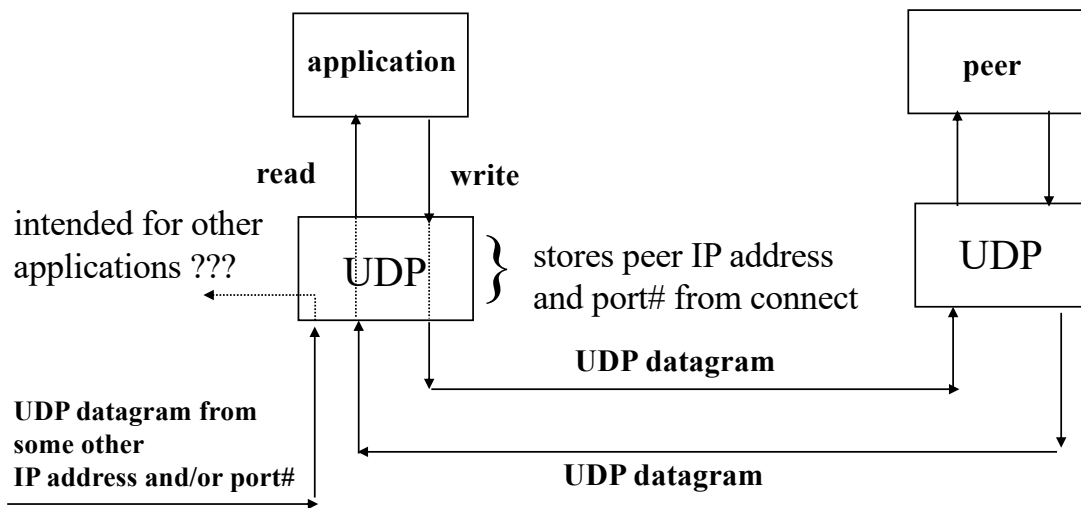 application
peer
read
write
intended for other
applications ???
UDP
} stores peer IP address
and port# from connect
UDP
UDP datagram
UDP datagram from
some other
IP address and/or port#
UDP datagram